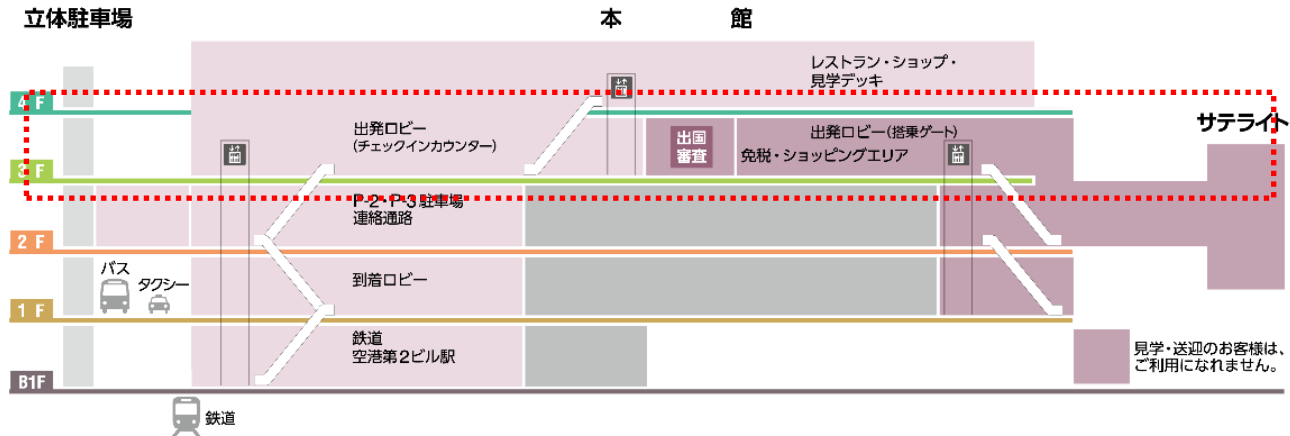 立体駐車場
本 館
レストラン・ショップ・
見学デッキ
4 F
サテライト
出発ロビー
(チェックインカウンター)
出国
審査
出発ロビー(搭乗ゲート)
免税・ショッピングエリア
3 F
P-2・P-3 駐車場
連絡通路
2 F
バス
タクシー
到着ロビー
1 F
鉄道
空港第2ビル駅
見学・送迎のお客様は、
ご利用になれません。
B1F
鉄道